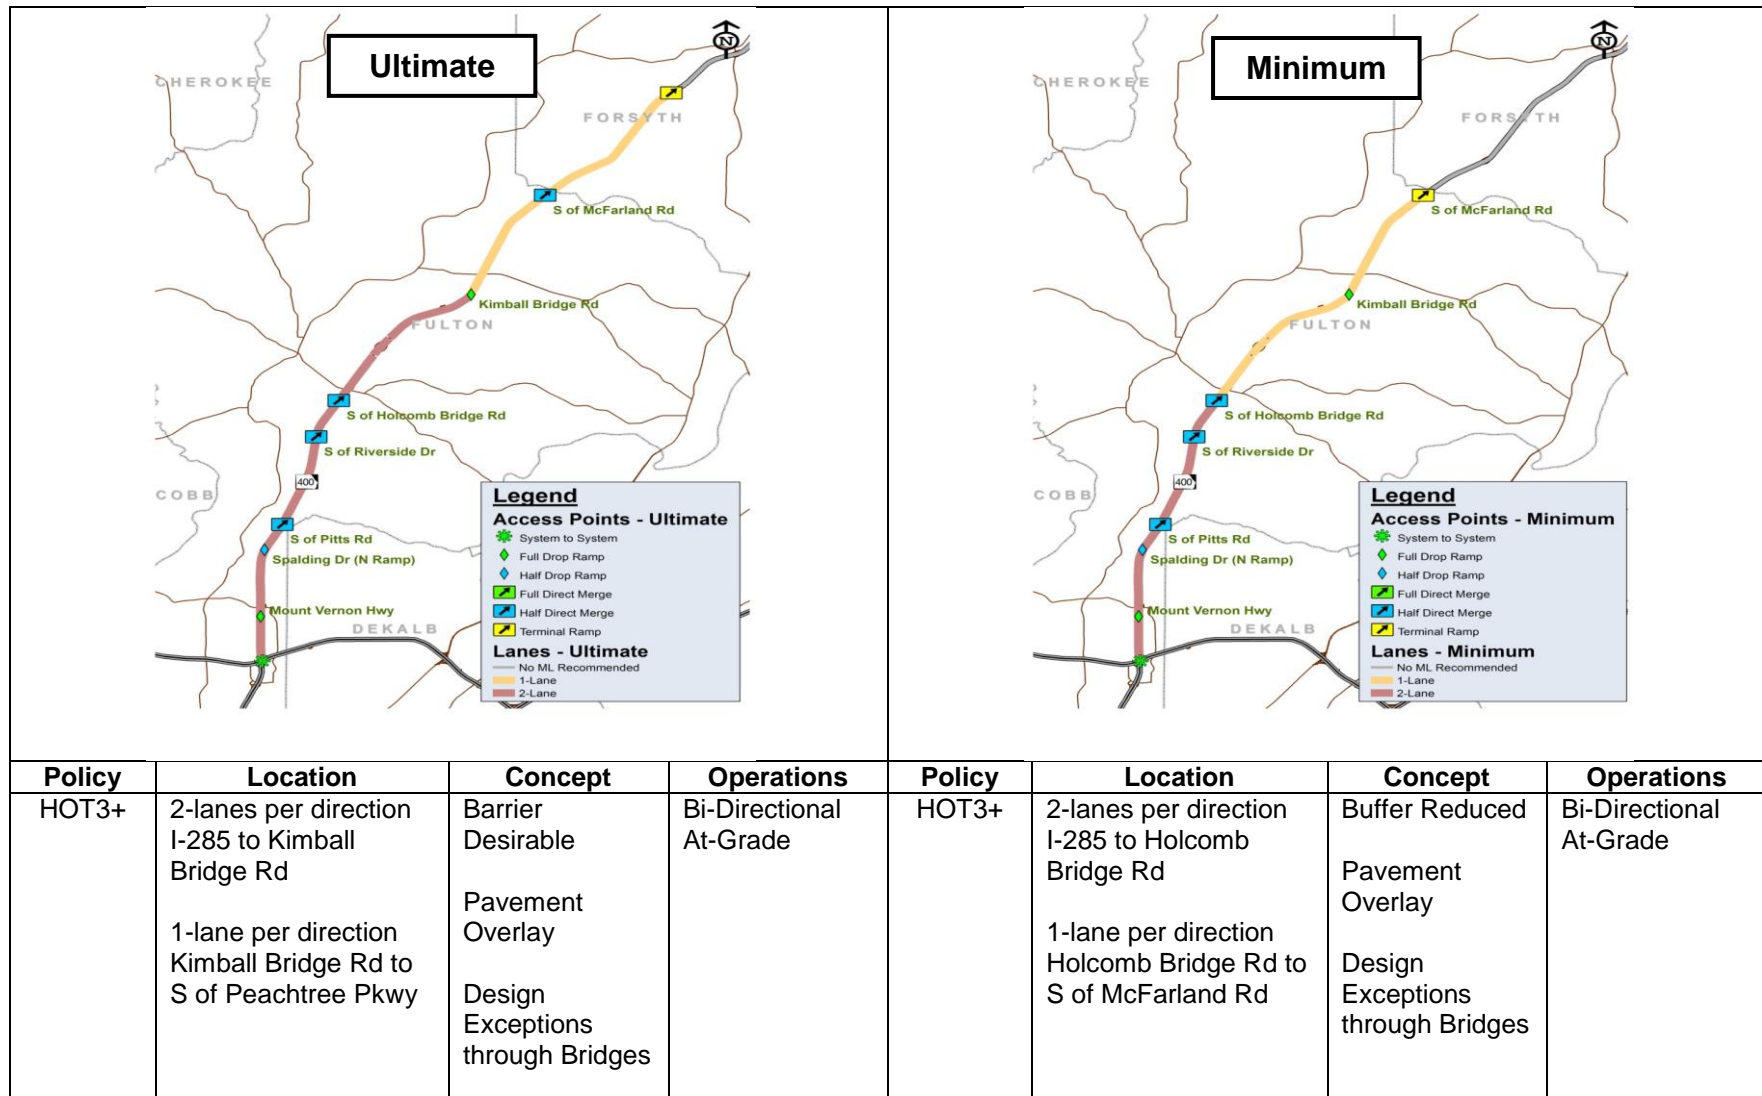 Ultimate
N
CHEROKEE
FORSYTH
S of McFarland Rd
Kimball Bridge Rd
FULTON
S of Holcomb Bridge Rd
S of Riverside Dr
400
COBB
S of Pitts Rd
Spalding Dr (N Ramp)
Mount Vernon Hwy
DEKALB
Legend
Access Points - Ultimate
System to System
Full Drop Ramp
Half Drop Ramp
Full Direct Merge
Half Direct Merge
Terminal Ramp
Lanes - Ultimate
No ML Recommended
1-Lane
2-Lane
Minimum
N
CHEROKEE
FORSYTH
S of McFarland Rd
Kimball Bridge Rd
FULTON
S of Holcomb Bridge Rd
S of Riverside Dr
400
COBB
S of Pitts Rd
Spalding Dr (N Ramp)
Mount Vernon Hwy
DEKALB
Legend
Access Points - Minimum
System to System
Full Drop Ramp
Half Drop Ramp
Full Direct Merge
Half Direct Merge
Terminal Ramp
Lanes - Minimum
No ML Recommended
1-Lane
2-Lane
Policy Location Concept Operations Policy Location Concept Operations
HOT3+
2-lanes per direction
I-285 to Kimball
Bridge Rd
1-lane per direction
Kimball Bridge Rd to
S of Peachtree Pkwy
Barrier
Desirable
Pavement
Overlay
Design
Exceptions
through Bridges
Bi-Directional
At-Grade
HOT3+
2-lanes per direction
I-285 to Holcomb
Bridge Rd
1-lane per direction
Holcomb Bridge Rd to
S of McFarland Rd
Buffer Reduced
Pavement
Overlay
Design
Exceptions
through Bridges
Bi-Directional
At-Grade